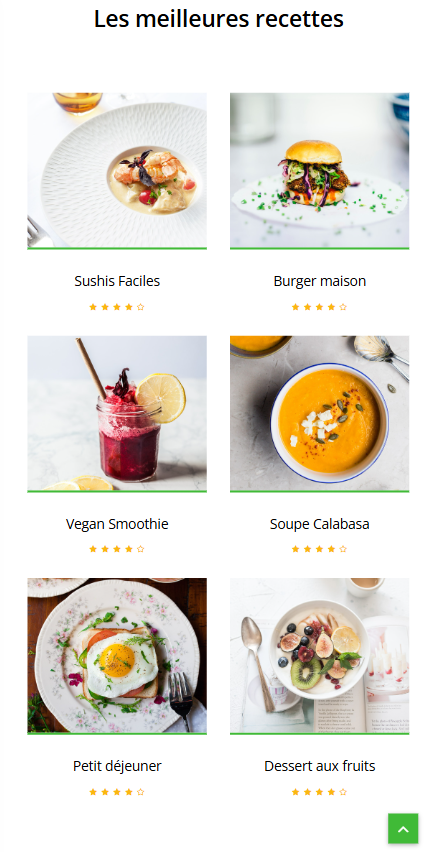 Les meilleures recettes
Sushis Faciles
Burger maison
Vegan Smoothie
Soupe Calabasa
Petit déjeuner
Dessert aux fruits